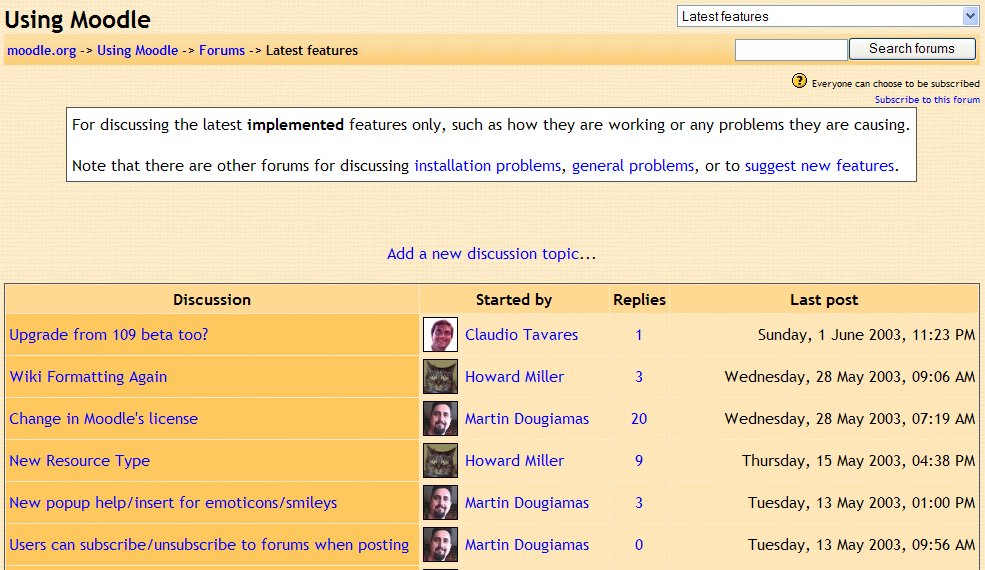 Using Moodle
Latest features
moodle.org -> Using Moodle -> Forums -> Latest features
Search forums
? Everyone can choose to be subscribed
Subscribe to this forum
For discussing the latest implemented features only, such as how they are working or any problems they are causing.
Note that there are other forums for discussing installation problems, general problems, or to suggest new features.
Add a new discussion topic...
Discussion Started by Replies Last post
Upgrade from 109 beta too? Claudio Tavares 1 Sunday, 1 June 2003, 11:23 PM
Wiki Formatting Again Howard Miller 3 Wednesday, 28 May 2003, 09:06 AM
Change in Moodle's license Martin Dougiamas 20 Wednesday, 28 May 2003, 07:19 AM
New Resource Type Howard Miller 9 Thursday, 15 May 2003, 04:38 PM
New popup help/insert for emoticons/smileys Martin Dougiamas 3 Tuesday, 13 May 2003, 01:00 PM
Users can subscribe/unsubscribe to forums when posting Martin Dougiamas 0 Tuesday, 13 May 2003, 09:56 AM